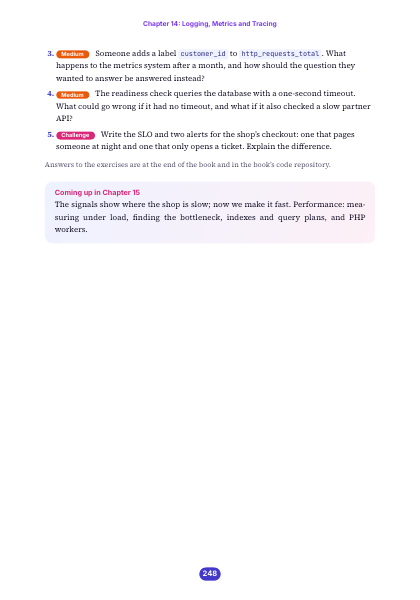 Chapter 14: Logging, Metrics and Tracing
3. Medium Someone adds a label customer_id to http_requests_total. What
happens to the metrics system after a month, and how should the question they
wanted to answer be answered instead?
4. Medium The readiness check queries the database with a one-second timeout.
What could go wrong if it had no timeout, and what if it also checked a slow partner
API?
5. Challenge Write the SLO and two alerts for the shop's checkout: one that pages
someone at night and one that only opens a ticket. Explain the difference.
Answers to the exercises are at the end of the book and in the book's code repository.
Coming up in Chapter 15
The signals show where the shop is slow; now we make it fast. Performance: mea-
suring under load, finding the bottleneck, indexes and query plans, and PHP
workers.
248